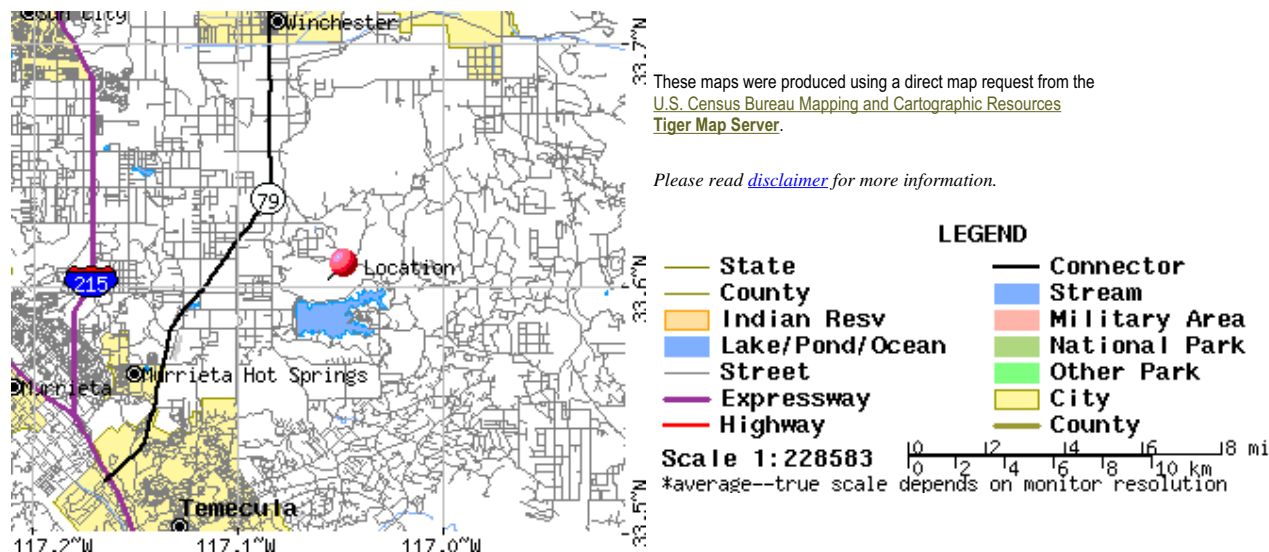 Sun City
Winchester
33.7°N
79
Location
215
33.6°N
Murrieta Hot Springs
Murrieta
Temecula
33.5°N
117.2°W 117.1°W 117.0°W
These maps were produced using a direct map request from the
U.S. Census Bureau Mapping and Cartographic Resources
Tiger Map Server.
Please read disclaimer for more information.
LEGEND
State
County
Indian Resv
Lake/Pond/Ocean
Street
Expressway
Highway
Connector
Stream
Military Area
National Park
Other Park
City
County
Scale 1:228583
0 2 4 6 8 mi
0 2 4 6 8 10 km
*average--true scale depends on monitor resolution